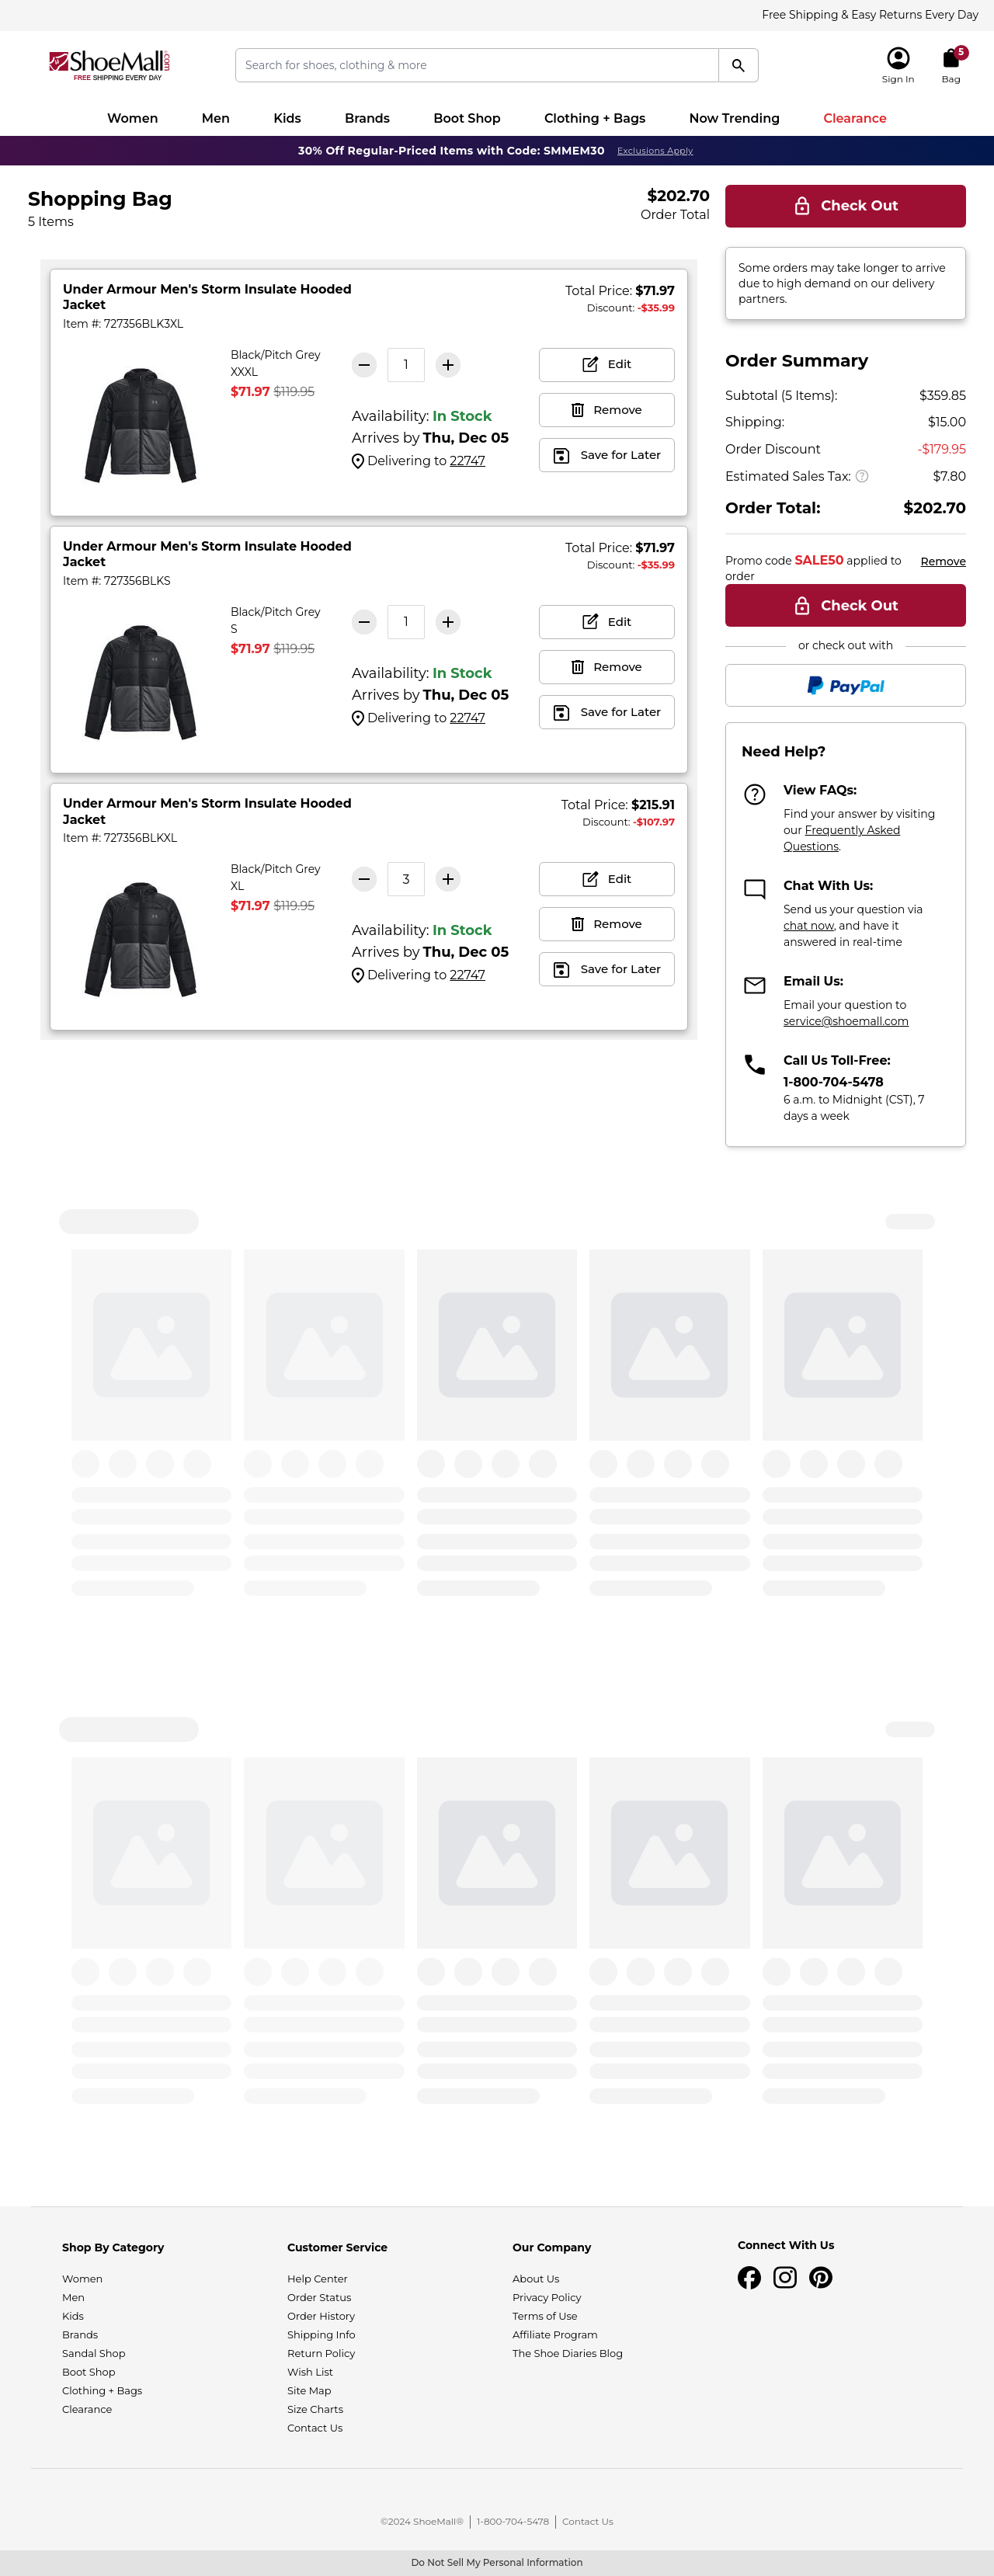 Free Shipping & Easy Returns Every Day
ShoeMall.com
FREE SHIPPING EVERY DAY
Search for shoes, clothing & more
Sign In
5
Bag
Women Men Kids Brands Boot Shop Clothing + Bags Now Trending Clearance
30% Off Regular-Priced Items with Code: SMMEM30 Exclusions Apply
Shopping Bag
5 Items
$202.70
Order Total
Check Out
Some orders may take longer to arrive
due to high demand on our delivery
partners.
Under Armour Men's Storm Insulate Hooded
Jacket
Item #: 727356BLK3XL
Total Price: $71.97
Discount: -$35.99
Black/Pitch Grey
XXXL
$71.97 $119.95
1
Availability: In Stock
Arrives by Thu, Dec 05
Delivering to 22747
Edit
Remove
Save for Later
Under Armour Men's Storm Insulate Hooded
Jacket
Item #: 727356BLKS
Total Price: $71.97
Discount: -$35.99
Black/Pitch Grey
S
$71.97 $119.95
1
Availability: In Stock
Arrives by Thu, Dec 05
Delivering to 22747
Edit
Remove
Save for Later
Under Armour Men's Storm Insulate Hooded
Jacket
Item #: 727356BLKXL
Total Price: $215.91
Discount: -$107.97
Black/Pitch Grey
XL
$71.97 $119.95
3
Availability: In Stock
Arrives by Thu, Dec 05
Delivering to 22747
Edit
Remove
Save for Later
Order Summary
Subtotal (5 Items): $359.85
Shipping: $15.00
Order Discount -$179.95
Estimated Sales Tax: ? $7.80
Order Total: $202.70
Promo code SALE50 applied to
order
Remove
Check Out
or check out with
PayPal
Need Help?
View FAQs:
Find your answer by visiting
our Frequently Asked
Questions.
Chat With Us:
Send us your question via
chat now, and have it
answered in real-time
Email Us:
Email your question to
service@shoemall.com
Call Us Toll-Free:
1-800-704-5478
6 a.m. to Midnight (CST), 7
days a week
Shop By Category
Women
Men
Kids
Brands
Sandal Shop
Boot Shop
Clothing + Bags
Clearance
Customer Service
Help Center
Order Status
Order History
Shipping Info
Return Policy
Wish List
Site Map
Size Charts
Contact Us
Our Company
About Us
Privacy Policy
Terms of Use
Affiliate Program
The Shoe Diaries Blog
Connect With Us
©2024 ShoeMall® 1-800-704-5478 Contact Us
Do Not Sell My Personal Information